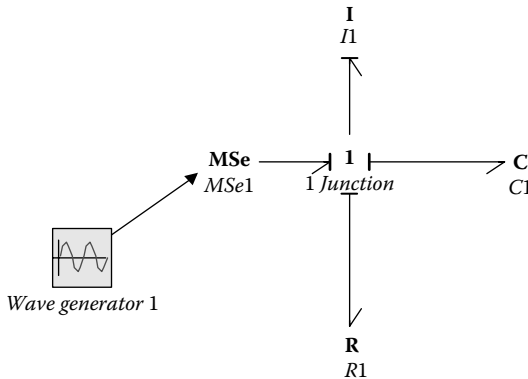 I
I1
MSe
MSe1
1
1 Junction
C
C1
Wave generator 1
R
R1